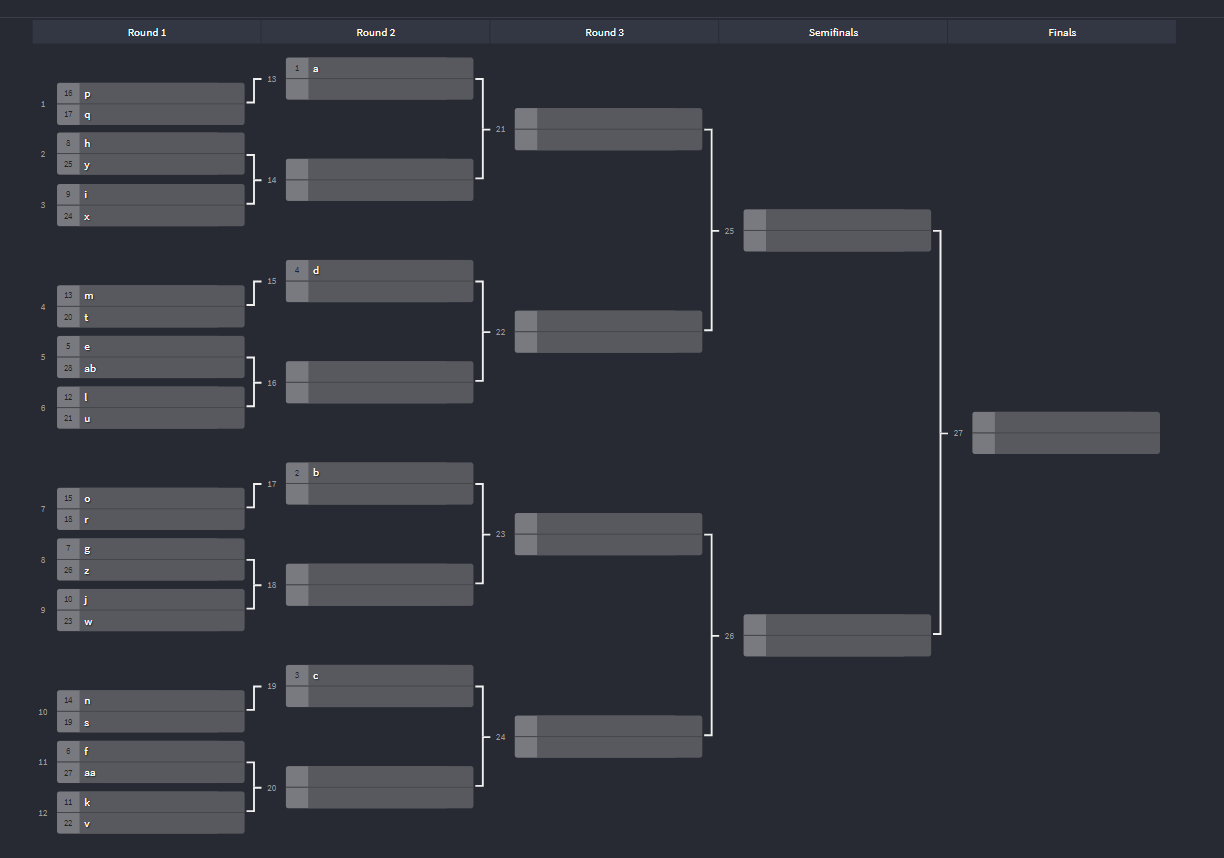 Round 1 Round 2 Round 3 Semifinals Finals
1
16 p
17 q
2
8 h
25 y
3
9 i
24 x
4
13 m
20 t
5
5 e
28 ab
6
12 l
21 u
7
15 o
18 r
8
7 g
26 z
9
10 j
23 w
10
14 n
19 s
11
6 f
27 aa
12
11 k
22 v
13
1 a
14
15
4 d
16
17
2 b
18
19
3 c
20
21
22
23
24
25
26
27